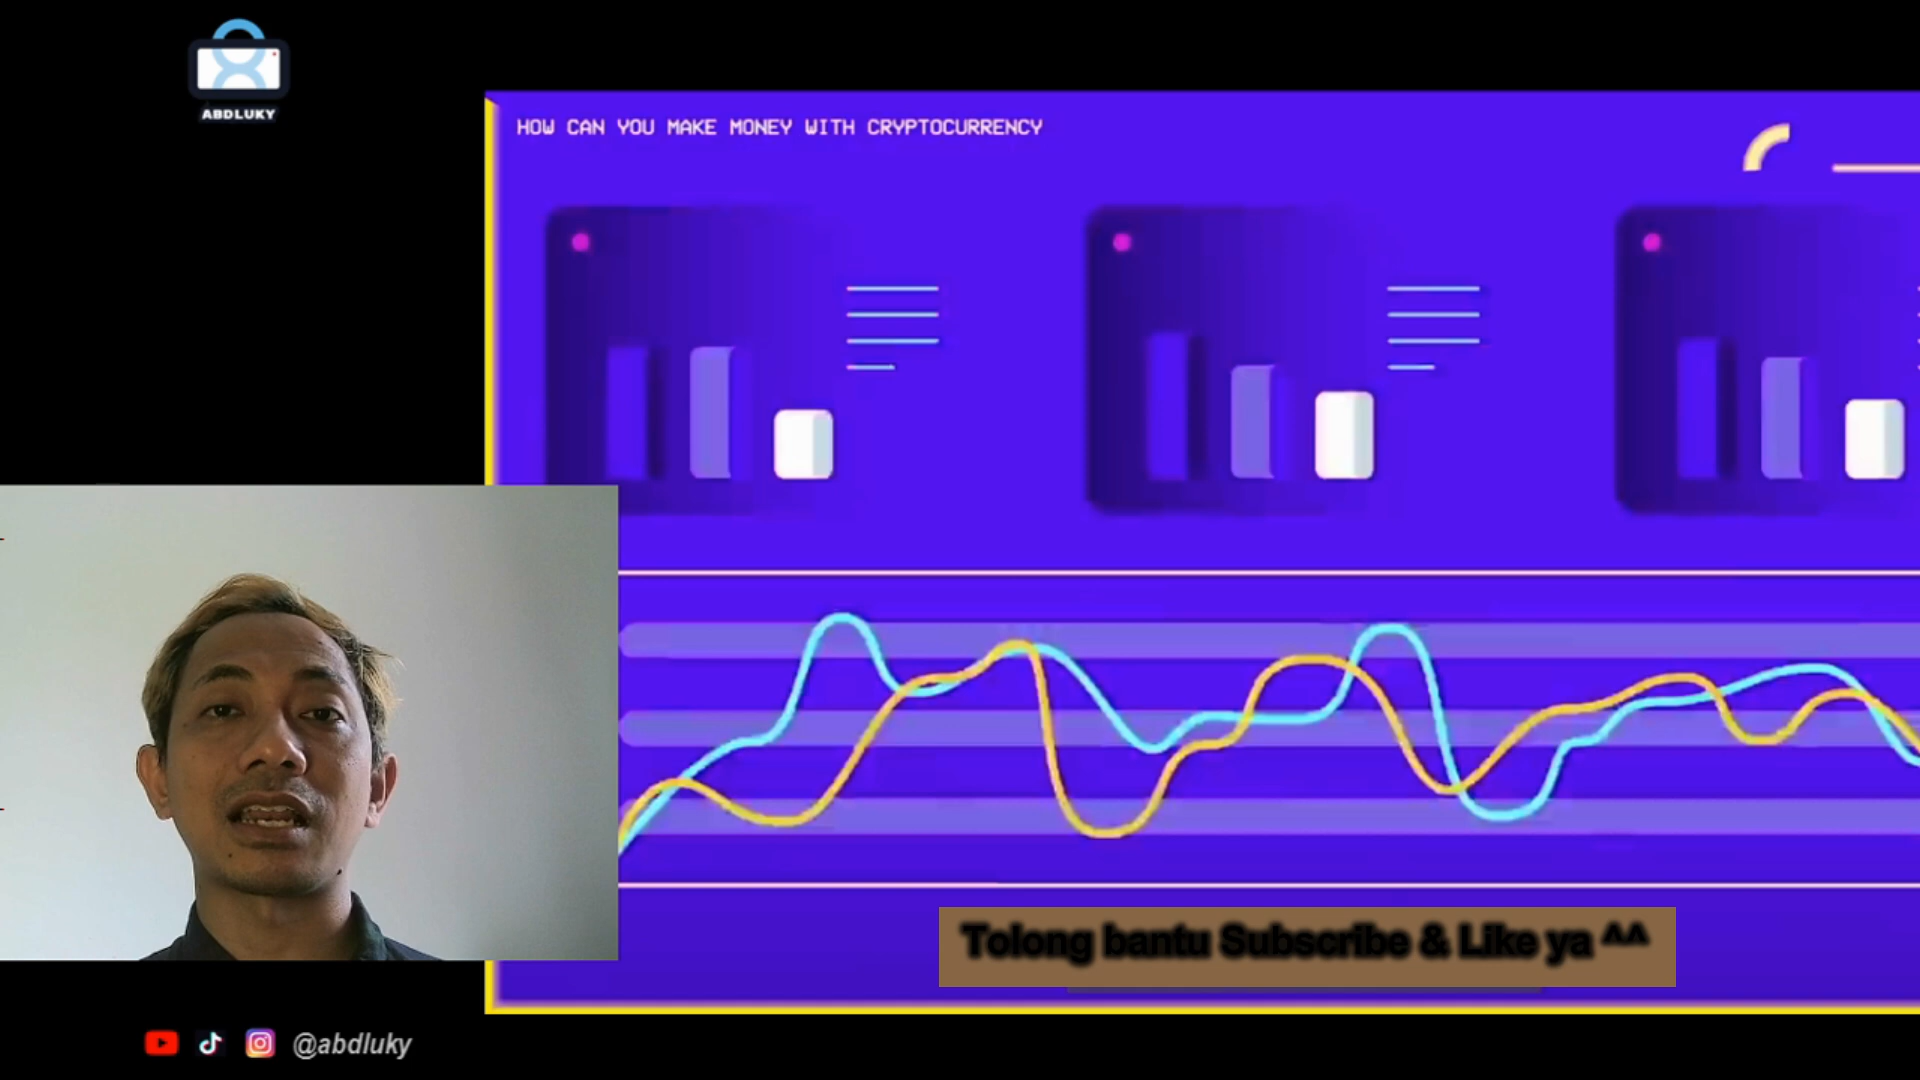 ABDLUKY
HOW CAN YOU MAKE MONEY WITH CRYPTOCURRENCY
Tolong bantu Subscribe & Like ya ^^
@abdluky